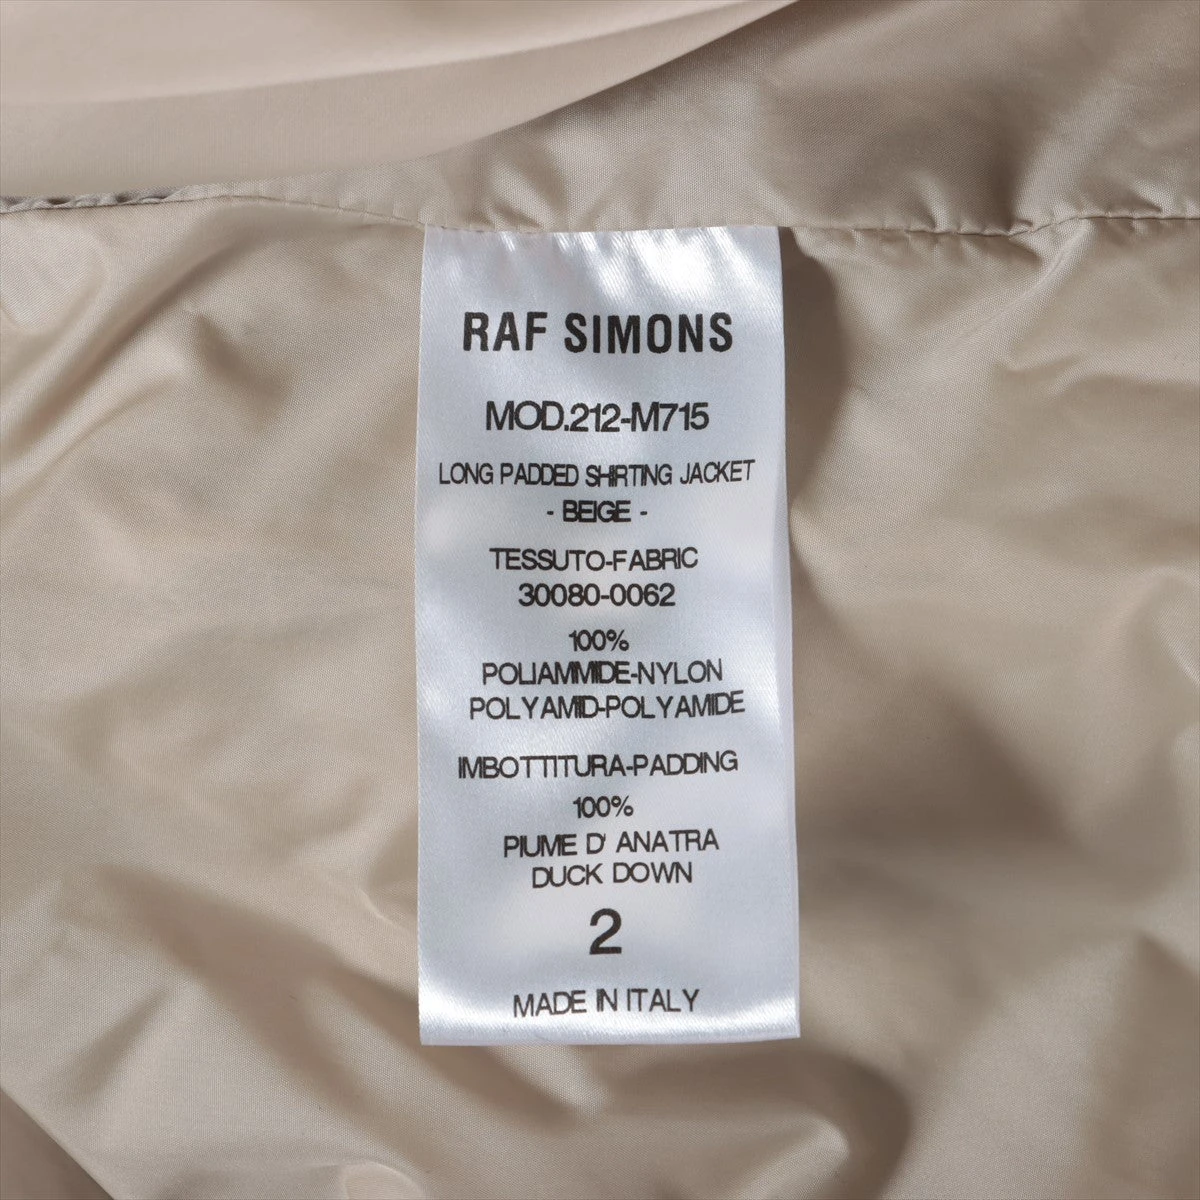 RAF SIMONS
MOD.212-M715
LONG PADDED SHIRTING JACKET
- BEIGE -
TESSUTO-FABRIC
30080-0062
100%
POLIAMMIDE-NYLON
POLYAMID-POLYAMIDE
IMBOTTITURA-PADDING
100%
PIUME D' ANATRA
DUCK DOWN
2
MADE IN ITALY